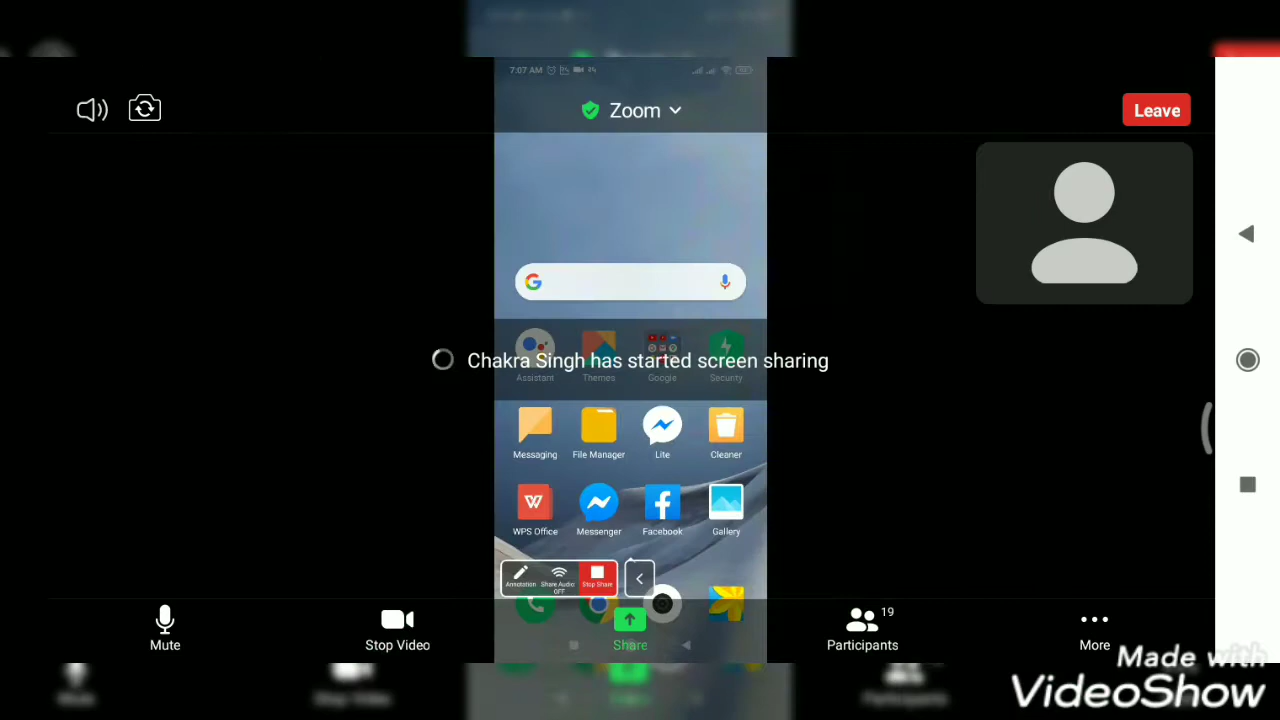 7:07 AM
Zoom
Leave
Chakra Singh has started screen sharing
Assistant
Themes
Google
Security
Messaging
File Manager
Lite
Cleaner
WPS Office
Messenger
Facebook
Gallery
Annotation
Share Audio:
OFF
Stop Share
Mute
Stop Video
Share
Participants
19
More
Made with
VideoShow